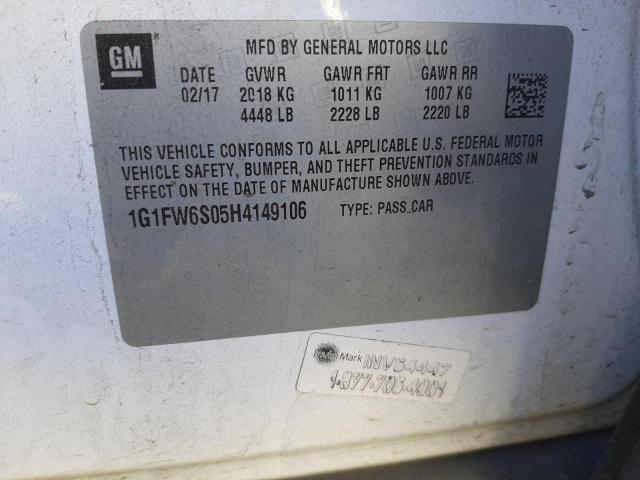 GM ®
MFD BY GENERAL MOTORS LLC
DATE GVWR GAWR FRT GAWR RR
02/17 2018 KG 1011 KG 1007 KG
4448 LB 2228 LB 2220 LB
THIS VEHICLE CONFORMS TO ALL APPLICABLE U.S. FEDERAL MOTOR
VEHICLE SAFETY, BUMPER, AND THEFT PREVENTION STANDARDS IN
EFFECT ON THE DATE OF MANUFACTURE SHOWN ABOVE.
1G1FW6S05H4149106 TYPE: PASS_CAR
Mark